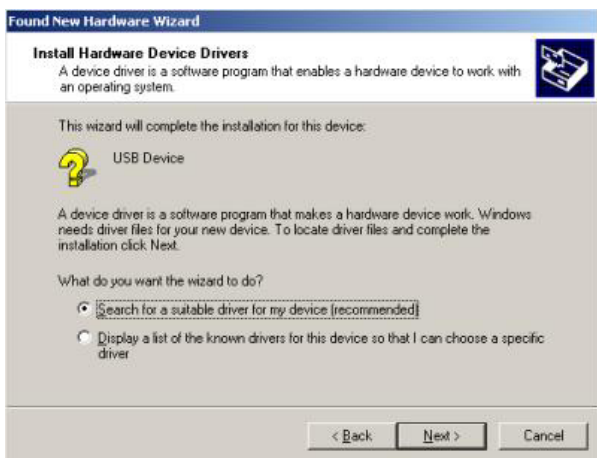 Found New Hardware Wizard
Install Hardware Device Drivers
A device driver is a software program that enables a hardware device to work with
an operating system.
This wizard will complete the installation for this device:
USB Device
A device driver is a software program that makes a hardware device work. Windows
needs driver files for your new device. To locate driver files and complete the
installation click Next.
What do you want the wizard to do?
Search for a suitable driver for my device (recommended)
Display a list of the known drivers for this device so that I can choose a specific
driver
< Back Next > Cancel